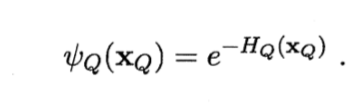 ψ_Q(x_Q) = e^{-H_Q(x_Q)} .